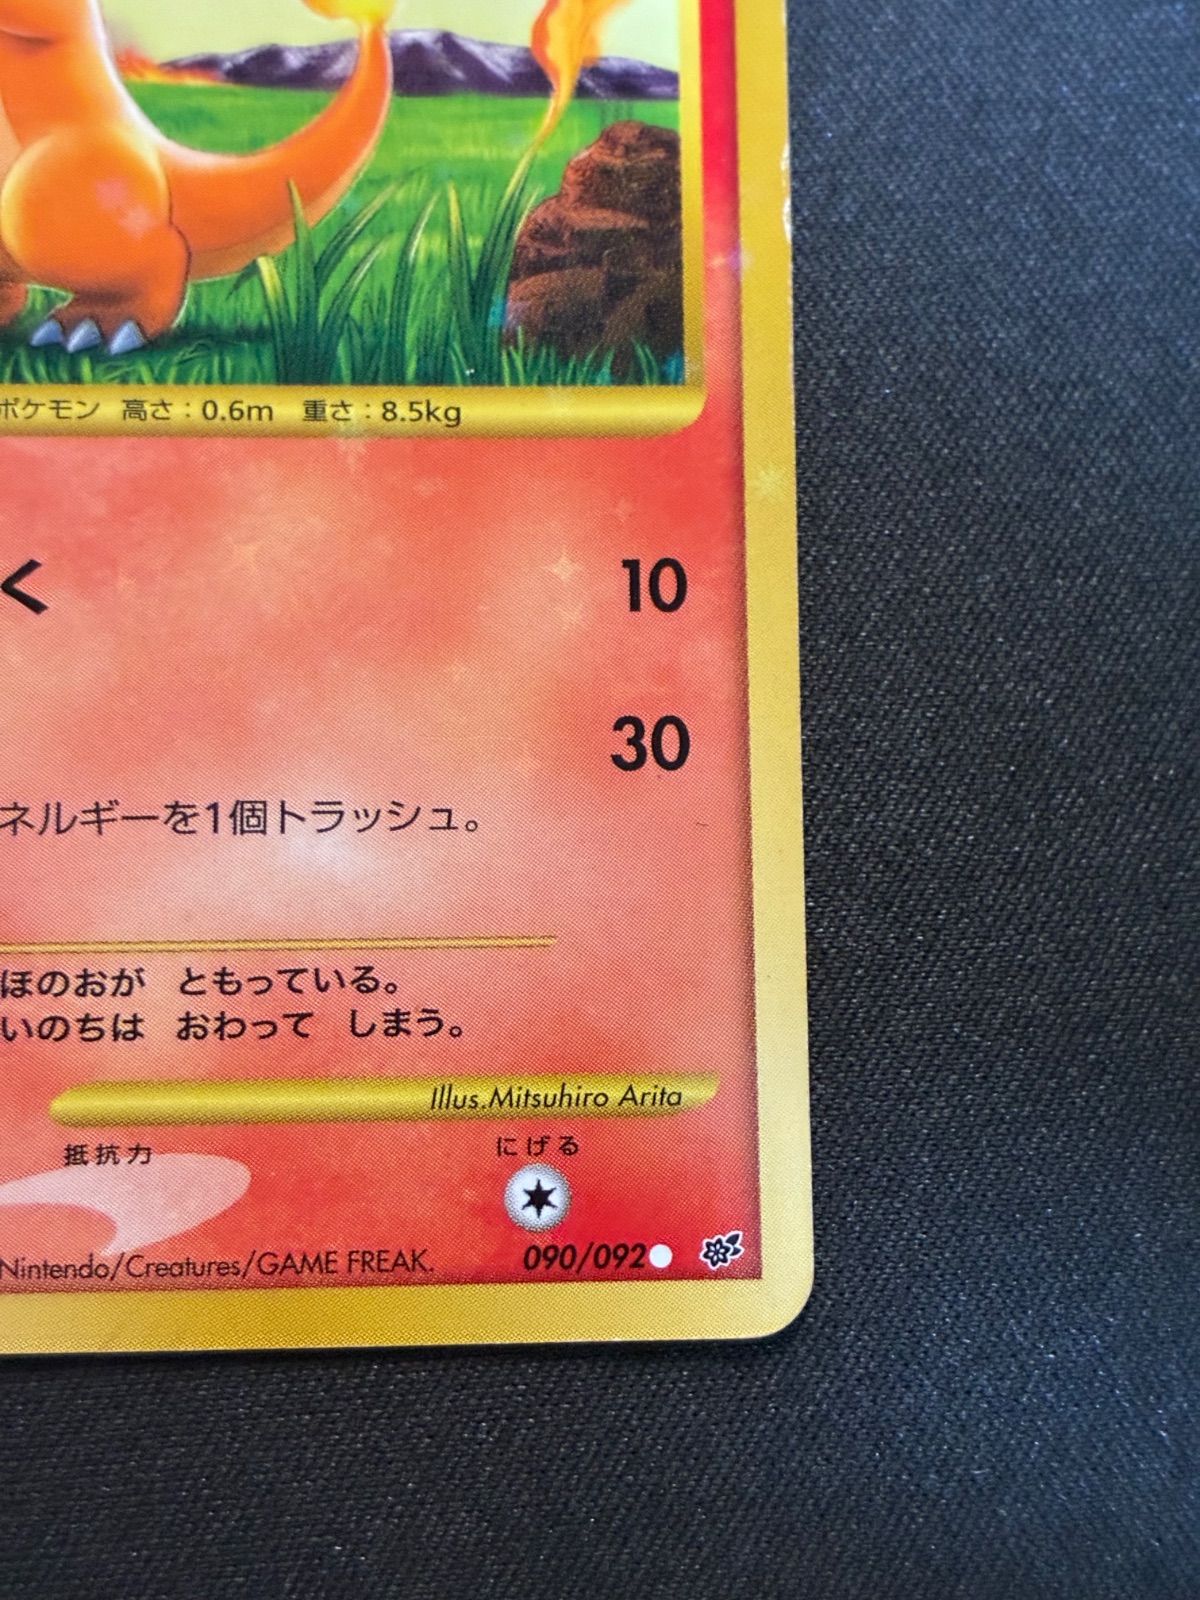 ポケモン 高さ：0.6m 重さ：8.5kg
く 10
30
ネルギーを1個トラッシュ。
ほのおが ともっている。
いのちは おわって しまう。
Illus.Mitsuhiro Arita
抵抗力 にげる
Nintendo/Creatures/GAME FREAK.
090/092